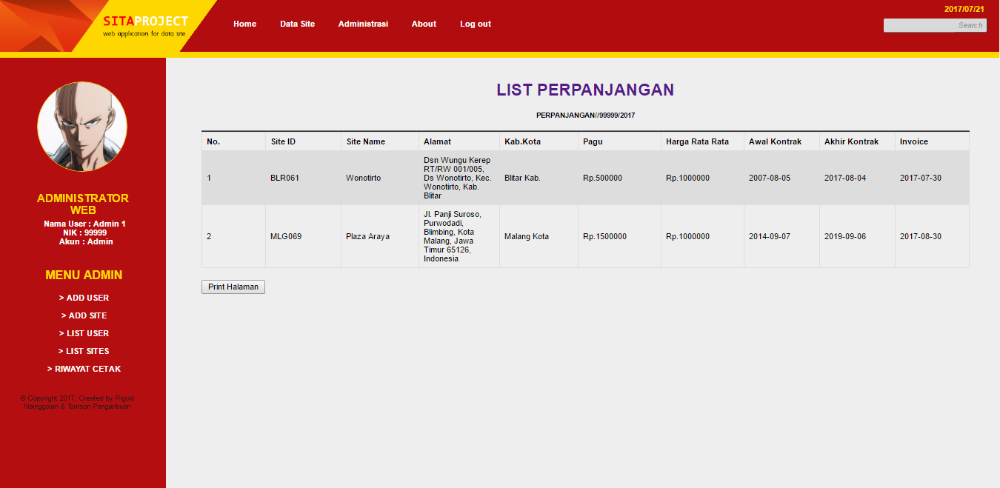 SITAPROJECT
web application for data site
Home Data Site Administrasi About Log out
2017/07/21
Search
ADMINISTRATOR
WEB
Nama User : Admin 1
NIK : 99999
Akun : Admin
MENU ADMIN
> ADD USER
> ADD SITE
> LIST USER
> LIST SITES
> RIWAYAT CETAK
© Copyright 2017. Created by Rigold
Nainggolan & Tomson Pangaribuan
LIST PERPANJANGAN
PERPANJANGAN//99999/2017
No. Site ID Site Name Alamat Kab.Kota Pagu Harga Rata Rata Awal Kontrak Akhir Kontrak Invoice
Dsn Wungu Kerep
RT/RW 001/005,
1 BLR061 Wonotirto Ds Wonotirto, Kec. Blitar Kab. Rp.500000 Rp.1000000 2007-08-05 2017-08-04 2017-07-30
Wonotirto, Kab.
Blitar
Jl. Panji Suroso,
Purwodadi,
Blimbing, Kota
2 MLG069 Plaza Araya Malang, Jawa Malang Kota Rp.1500000 Rp.1000000 2014-09-07 2019-09-06 2017-08-30
Timur 65126,
Indonesia
Print Halaman